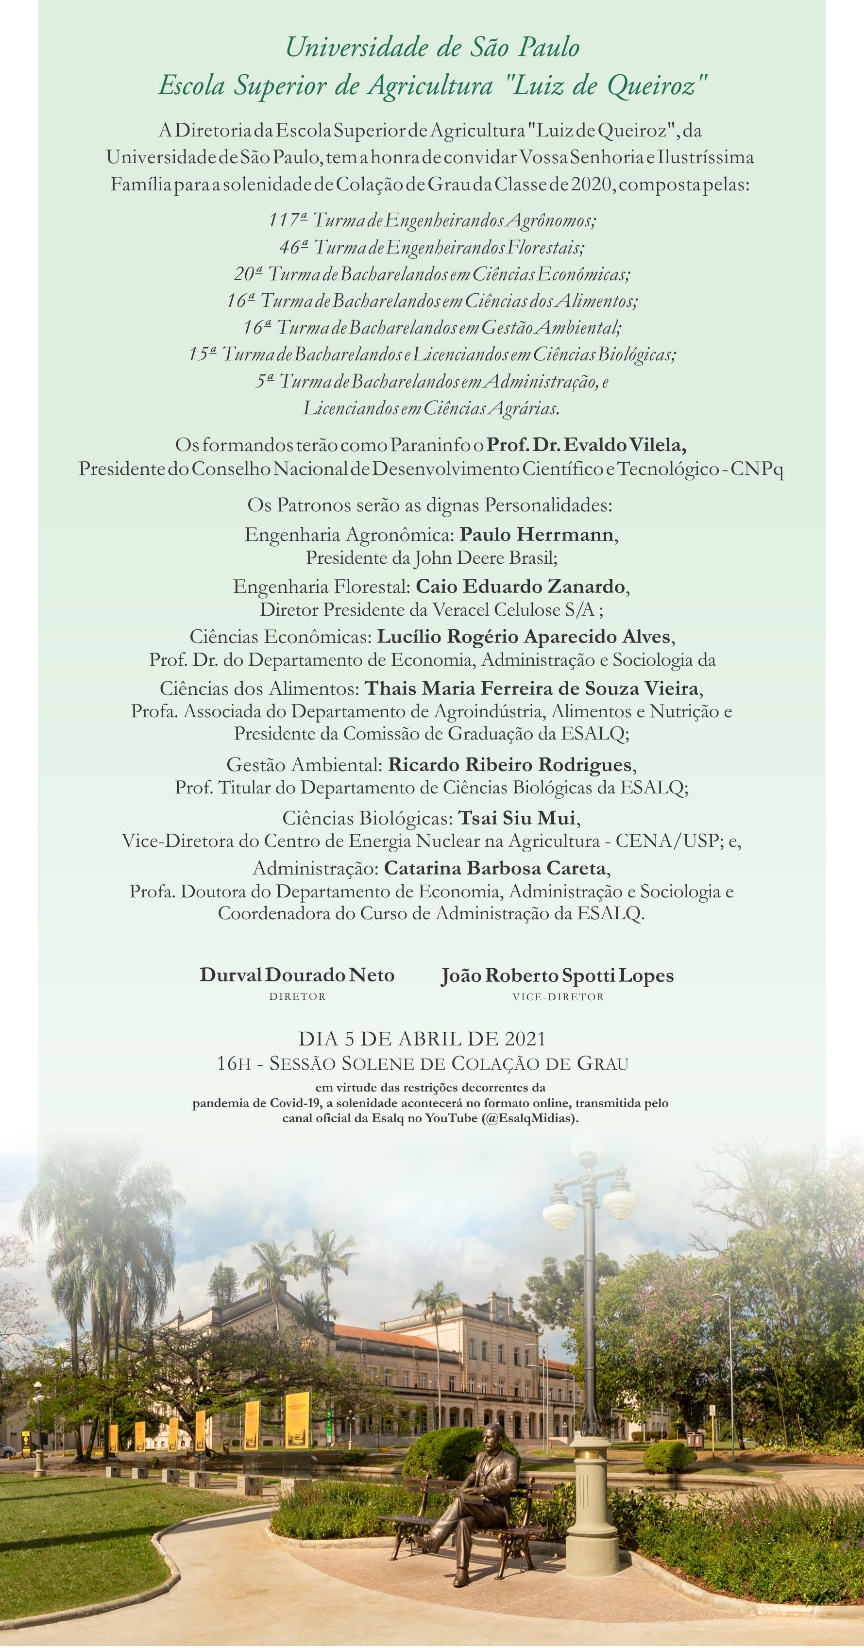 Universidade de São Paulo
Escola Superior de Agricultura "Luiz de Queiroz"
A Diretoria da Escola Superior de Agricultura "Luiz de Queiroz", da
Universidade de São Paulo, tem a honra de convidar Vossa Senhoria e Ilustríssima
Família para a solenidade de Colação de Grau da Classe de 2020, composta pelas:
117ª Turma de Engenheirandos Agrônomos;
46ª Turma de Engenheirandos Florestais;
20ª Turma de Bacharelandos em Ciências Econômicas;
16ª Turma de Bacharelandos em Ciências dos Alimentos;
16ª Turma de Bacharelandos em Gestão Ambiental;
15ª Turma de Bacharelandos e Licenciandos em Ciências Biológicas;
5ª Turma de Bacharelandos em Administração, e
Licenciandos em Ciências Agrárias.
Os formandos terão como Paraninfo o Prof. Dr. Evaldo Vilela,
Presidente do Conselho Nacional de Desenvolvimento Científico e Tecnológico - CNPq
Os Patronos serão as dignas Personalidades:
Engenharia Agronômica: Paulo Herrmann,
Presidente da John Deere Brasil;
Engenharia Florestal: Caio Eduardo Zanardo,
Diretor Presidente da Veracel Celulose S/A ;
Ciências Econômicas: Lucílio Rogério Aparecido Alves,
Prof. Dr. do Departamento de Economia, Administração e Sociologia da
Ciências dos Alimentos: Thais Maria Ferreira de Souza Vieira,
Profa. Associada do Departamento de Agroindústria, Alimentos e Nutrição e
Presidente da Comissão de Graduação da ESALQ;
Gestão Ambiental: Ricardo Ribeiro Rodrigues,
Prof. Titular do Departamento de Ciências Biológicas da ESALQ;
Ciências Biológicas: Tsai Siu Mui,
Vice-Diretora do Centro de Energia Nuclear na Agricultura - CENA/USP; e,
Administração: Catarina Barbosa Careta,
Profa. Doutora do Departamento de Economia, Administração e Sociologia e
Coordenadora do Curso de Administração da ESALQ.
Durval Dourado Neto João Roberto Spotti Lopes
DIRETOR VICE-DIRETOR
DIA 5 DE ABRIL DE 2021
16H - SESSÃO SOLENE DE COLAÇÃO DE GRAU
em virtude das restrições decorrentes da
pandemia de Covid-19, a solenidade acontecerá no formato online, transmitida pelo
canal oficial da Esalq no YouTube (@EsalqMidias).